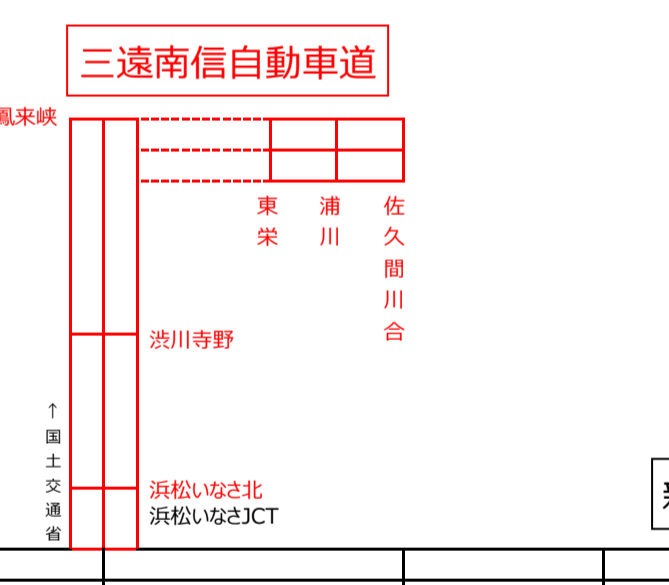 三遠南信自動車道
鳳来峡
東栄
浦川
佐久間川合
渋川寺野
↑国土交通省
浜松いなさ北
浜松いなさJCT